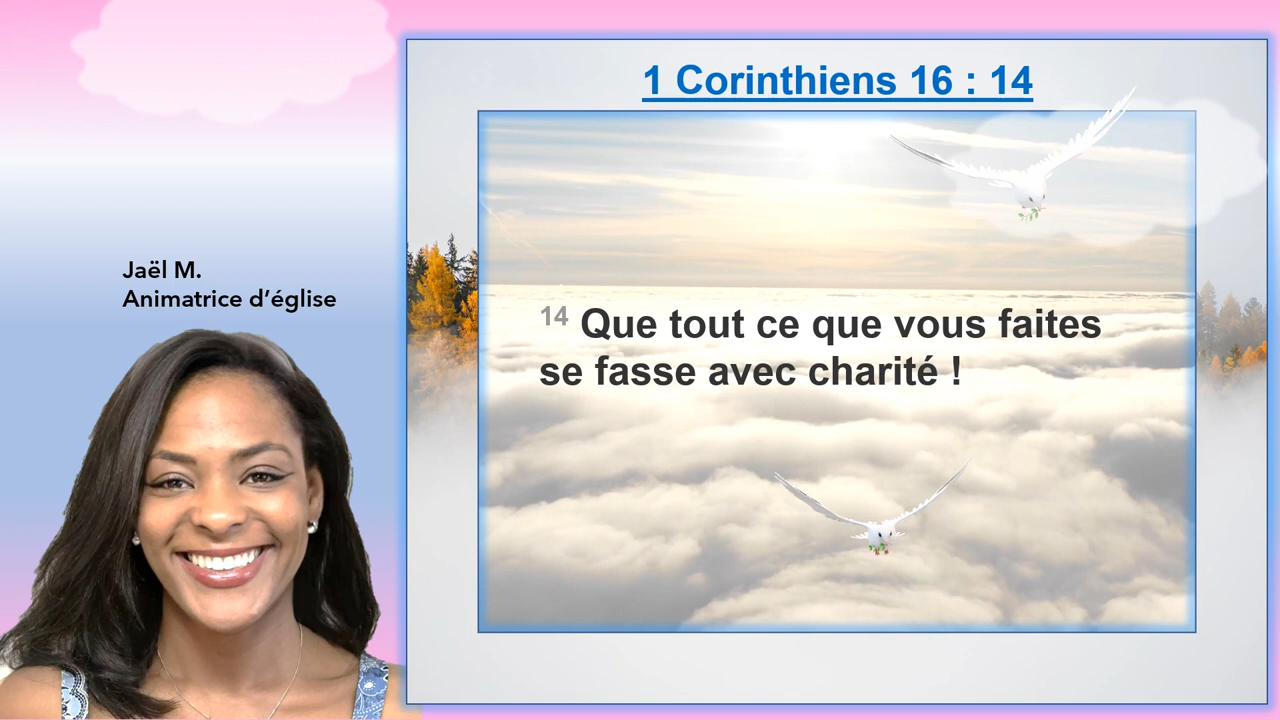 1 Corinthiens 16 : 14
Jaël M.
Animatrice d’église
14 Que tout ce que vous faites
se fasse avec charité !